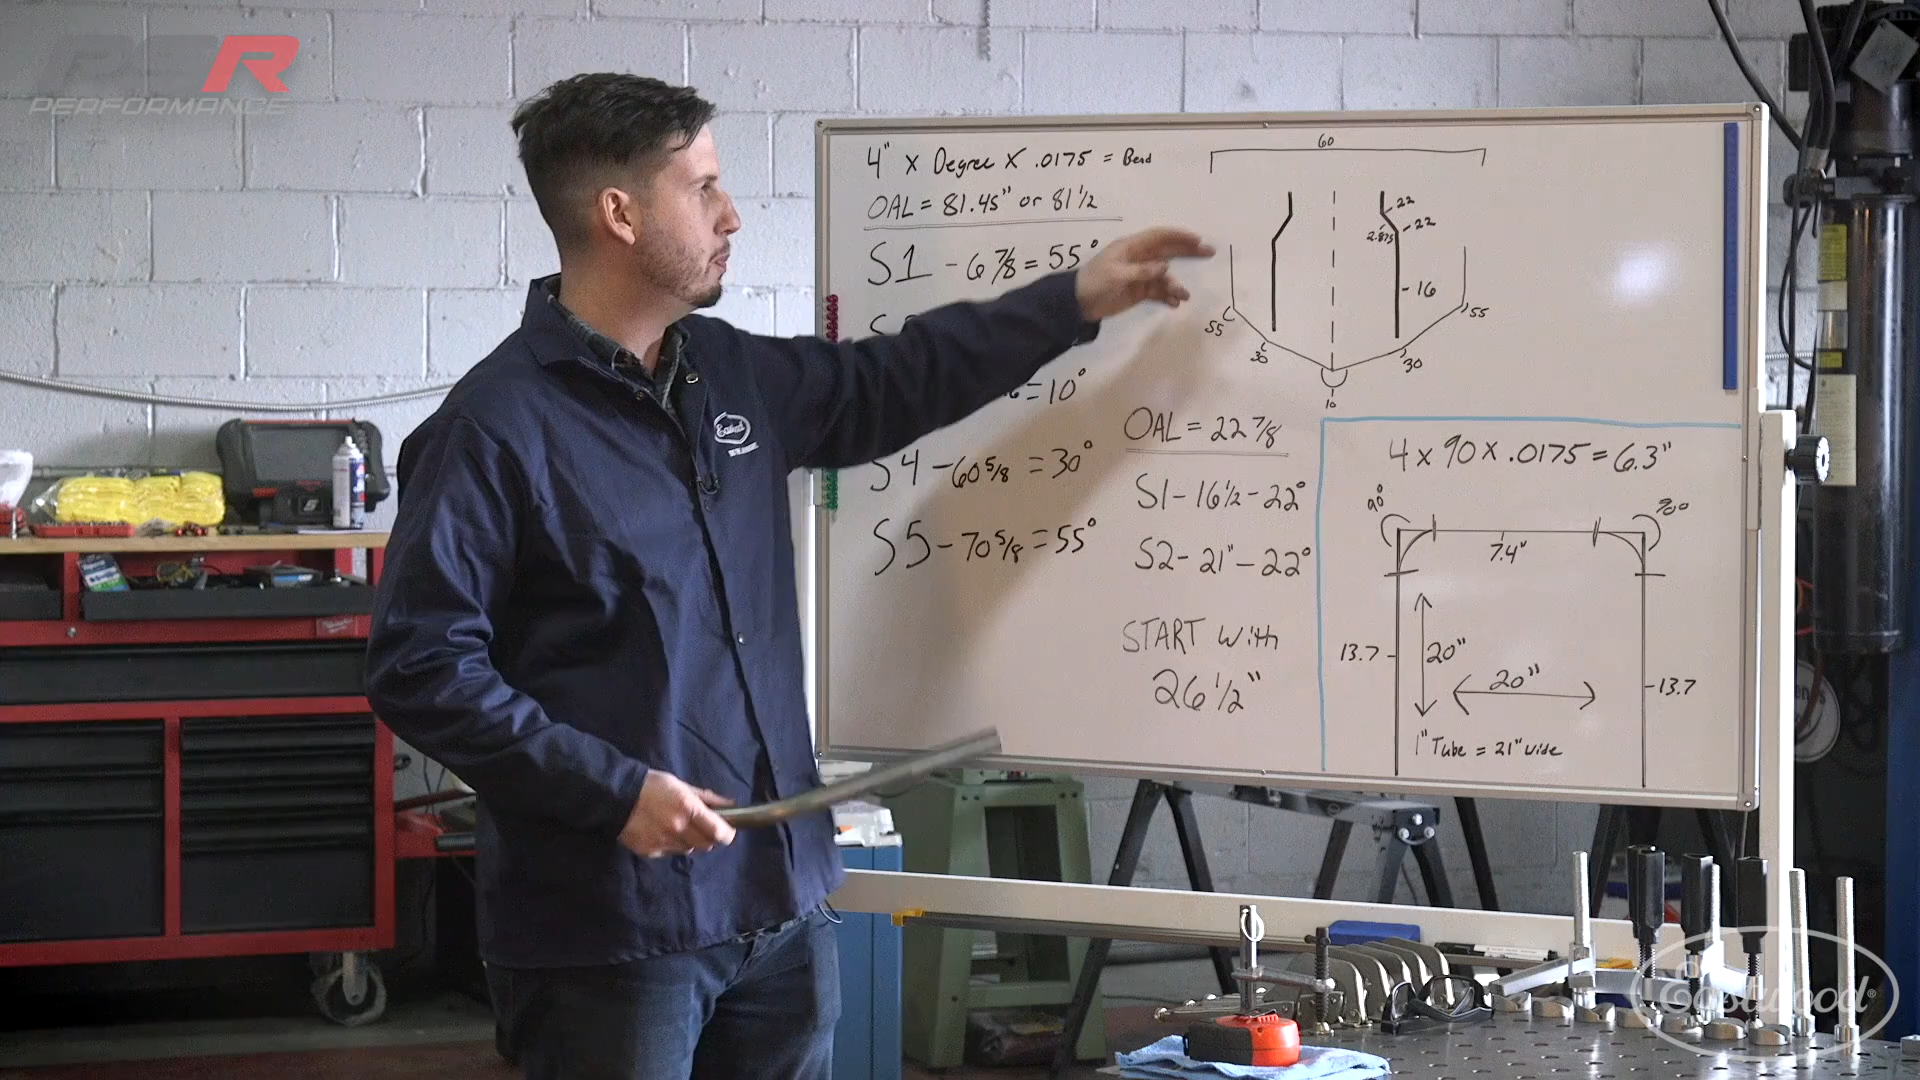 PERFORMANCE
4" x Degree x .0175 = Bend
OAL = 81.45" or 81 1/2
S1 - 6 7/8 = 55°
= 10°
S4 - 60 5/8 = 30°
S5 - 70 5/8 = 55°
OAL = 22 7/8
S1 - 16 1/2 - 22°
S2 - 21" - 22°
START with
26 1/2"
60
22
22
2.875
16
55
55
30
30
10
4 x 90 x .0175 = 6.3"
90°
90°
7.4"
13.7
20"
20"
13.7
1" Tube = 21" wide
Eastwood
Eastwood